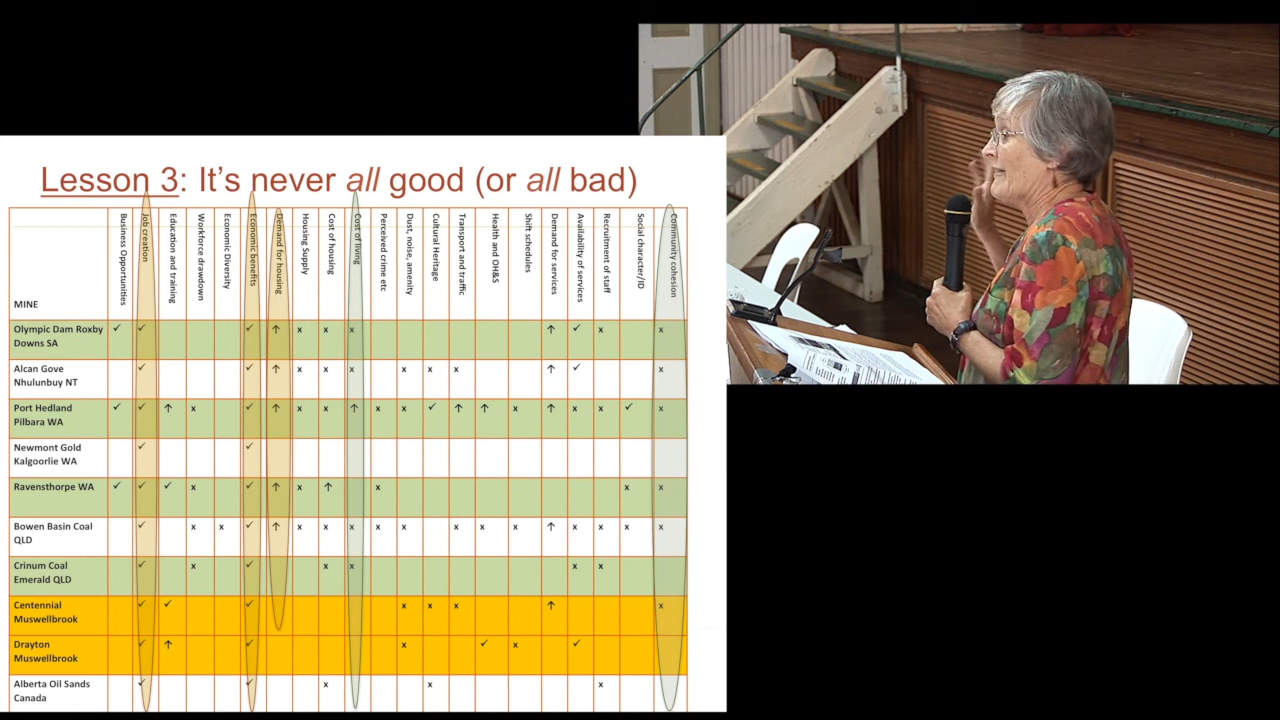 Lesson 3: It's never all good (or all bad)
MINE
Business Opportunities
Job creation
Education and training
Workforce drawdown
Economic Diversity
Economic benefits
Demand for housing
Housing Supply
Cost of housing
Cost of living
Perceived crime etc
Dust, noise, amenity
Cultural Heritage
Transport and traffic
Health and OH&S
Shift schedules
Demand for services
Availability of services
Recruitment of staff
Social character/ID
Community cohesion
Olympic Dam Roxby
Downs SA
✓ ✓ ✓ ↑ x x x ↑ ✓ x x
Alcan Gove
Nhulunbuy NT
✓ ✓ ↑ x x x x x x ↑ ✓ x
Port Hedland
Pilbara WA
✓ ✓ ↑ x ✓ ↑ x x ↑ x x ✓ ↑ ↑ x ↑ x x ✓ x
Newmont Gold
Kalgoorlie WA
✓ ✓
Ravensthorpe WA
✓ ✓ ✓ x ✓ ↑ x ↑ x x x
Bowen Basin Coal
QLD
✓ x x ✓ ↑ x x x x x x x x ↑ x x x x
Crinum Coal
Emerald QLD
✓ x ✓ x x x x
Centennial
Muswellbrook
✓ ✓ ✓ x x x ↑ x
Drayton
Muswellbrook
✓ ↑ ✓ x ✓ x ✓
Alberta Oil Sands
Canada
✓ ✓ x x x